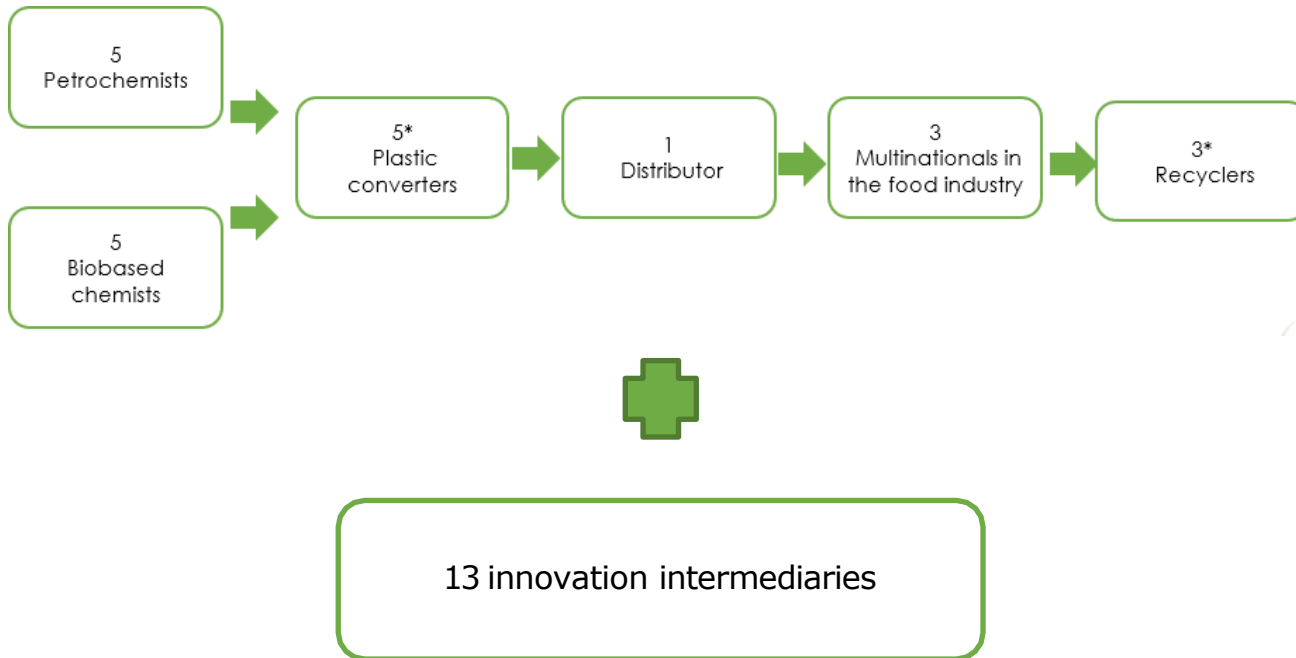 5
Petrochemists
5
Biobased
chemists
5*
Plastic
converters
1
Distributor
3
Multinationals in
the food industry
3*
Recyclers
13 innovation intermediaries